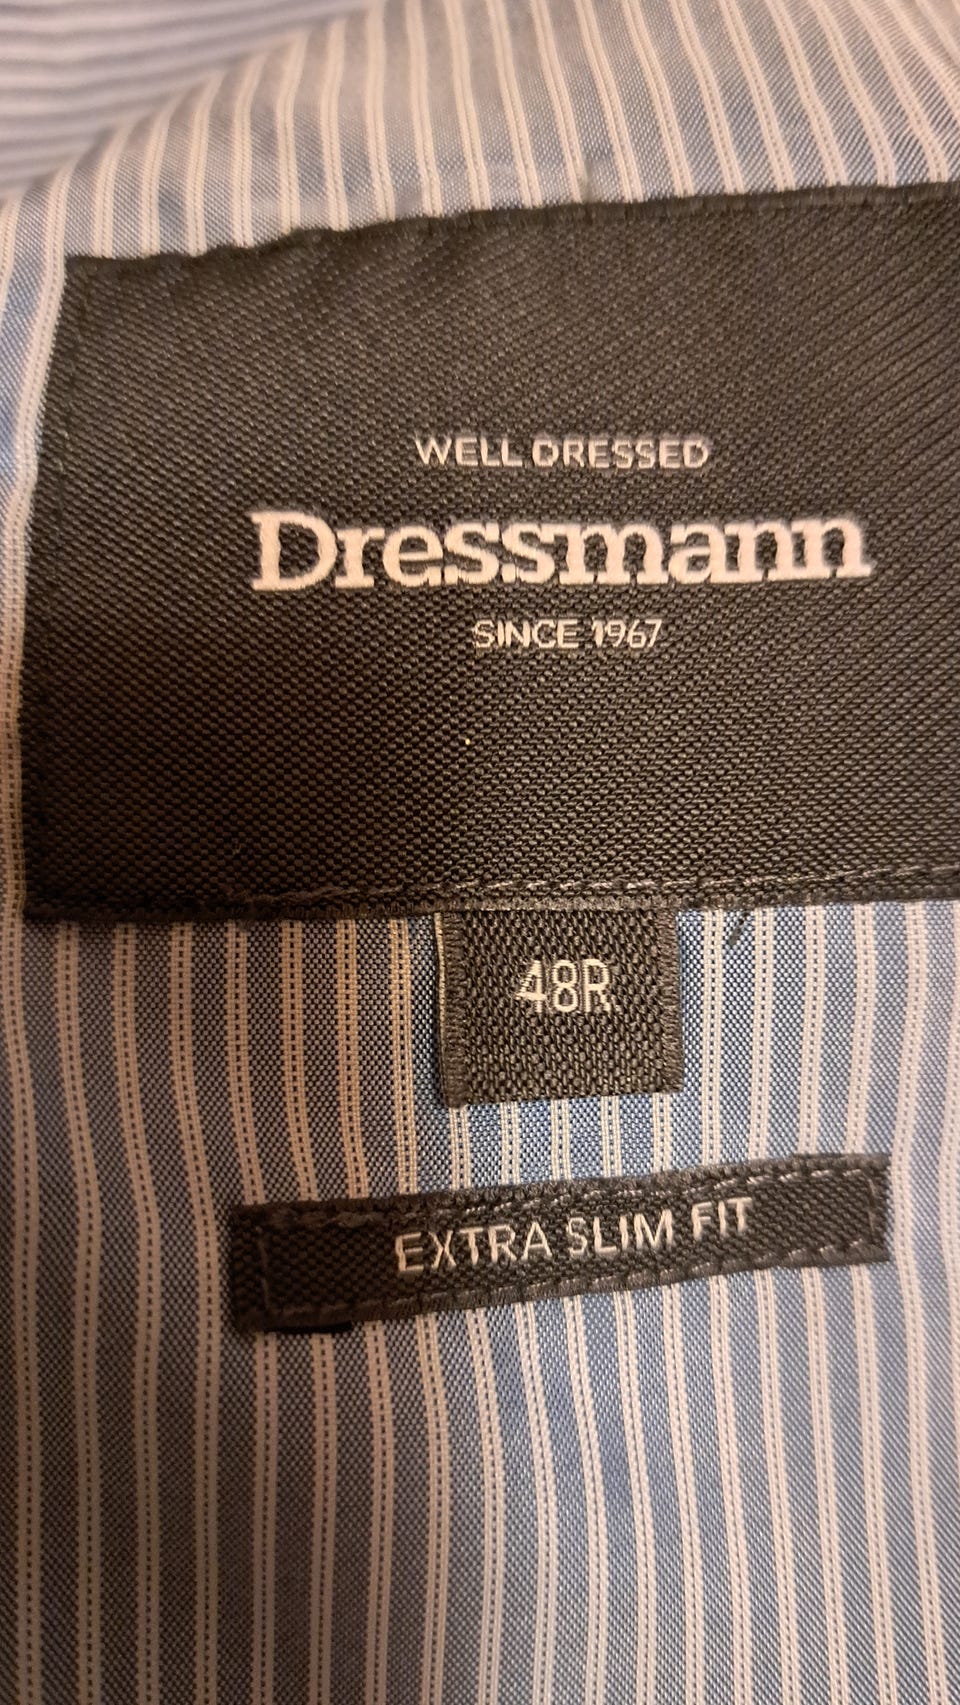 WELL DRESSED
Dressmann
SINCE 1967
48R
EXTRA SLIM FIT